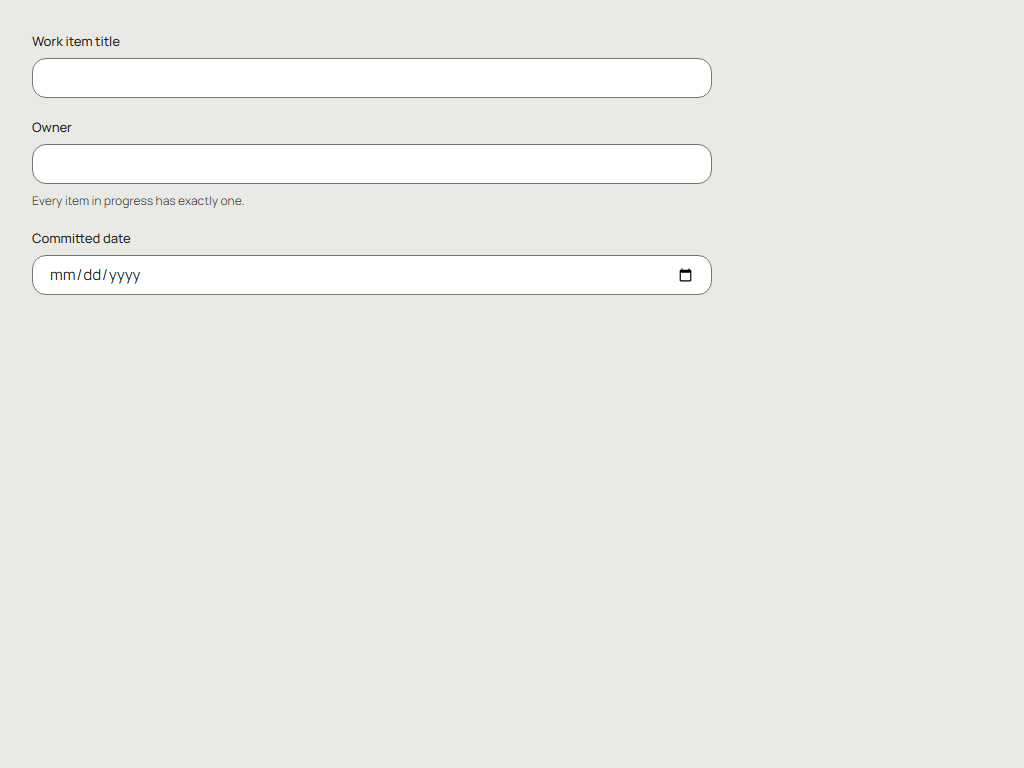 Work item title
Owner
Every item in progress has exactly one.
Committed date
mm/dd/yyyy